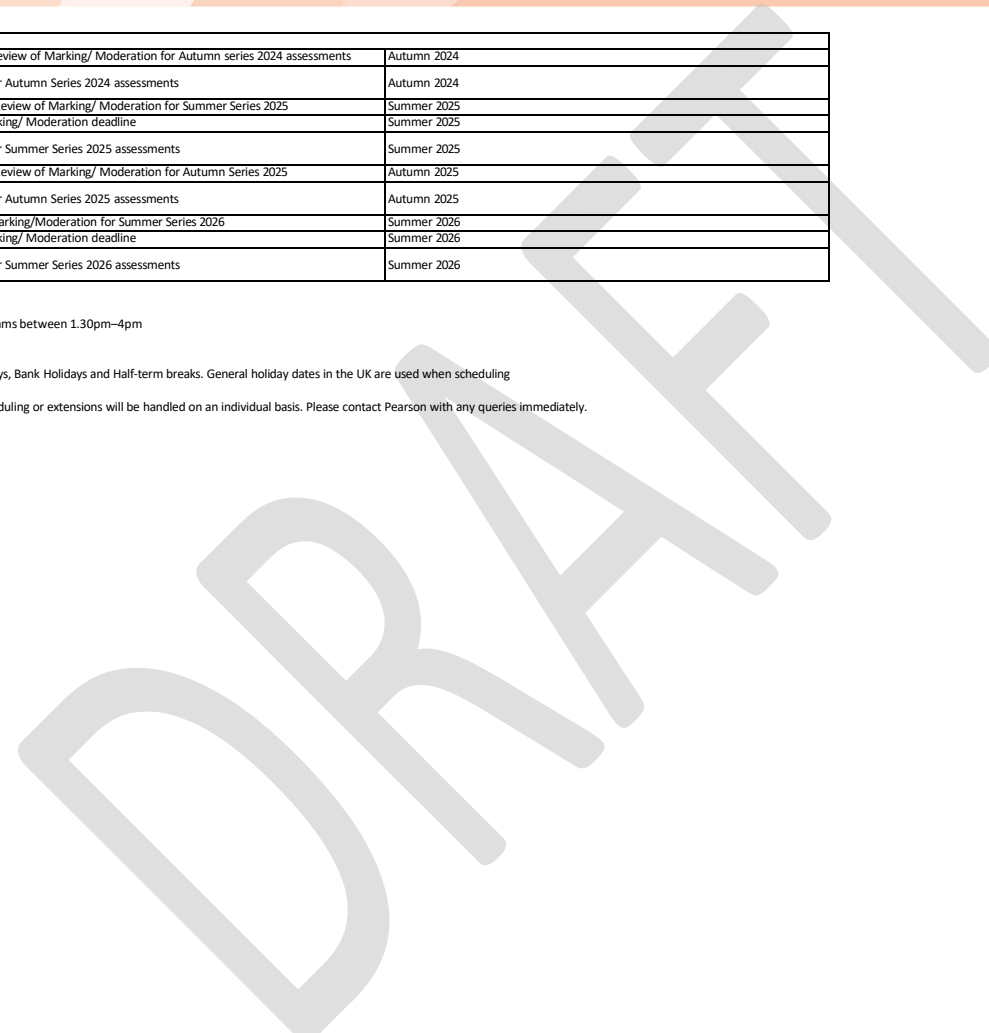 eview of Marking/ Moderation for Autumn series 2024 assessments Autumn 2024
r Autumn Series 2024 assessments Autumn 2024
eview of Marking/ Moderation for Summer Series 2025 Summer 2025
king/ Moderation deadline Summer 2025
r Summer Series 2025 assessments Summer 2025
eview of Marking/ Moderation for Autumn Series 2025 Autumn 2025
r Autumn Series 2025 assessments Autumn 2025
arking/Moderation for Summer Series 2026 Summer 2026
king/ Moderation deadline Summer 2026
r Summer Series 2026 assessments Summer 2026
ams between 1.30pm–4pm
ys, Bank Holidays and Half-term breaks. General holiday dates in the UK are used when scheduling
duling or extensions will be handled on an individual basis. Please contact Pearson with any queries immediately.
DRAFT